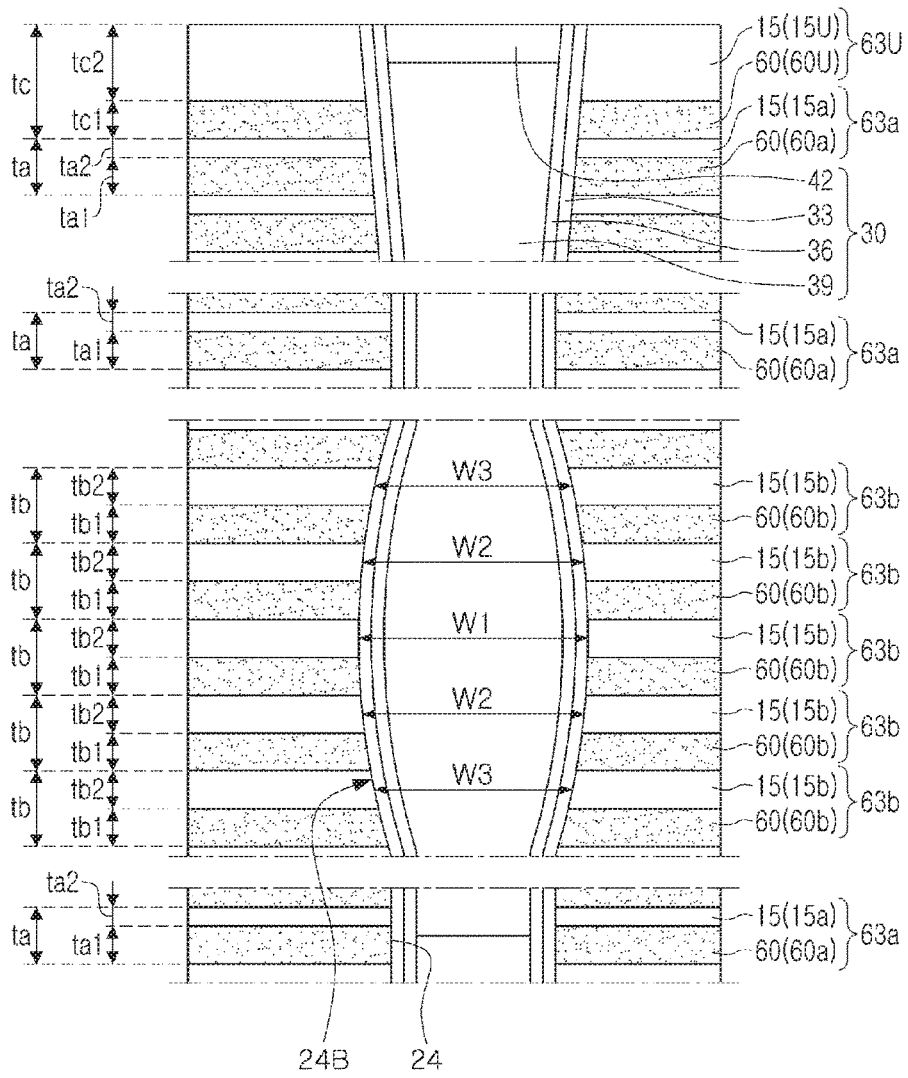 15(15U)
63U
60(60U)
tc
tc2
tc1
15(15a)
63a
60(60a)
ta
ta2
ta1
42
33
30
36
39
ta2
ta
ta1
15(15a)
63a
60(60a)
tb
tb2
W3
15(15b)
63b
tb1
60(60b)
tb
tb2
W2
15(15b)
63b
tb1
60(60b)
tb
tb2
W1
15(15b)
63b
tb1
60(60b)
tb
tb2
W2
15(15b)
63b
tb1
60(60b)
tb
tb2
W3
15(15b)
63b
tb1
60(60b)
ta2
ta
ta1
15(15a)
63a
60(60a)
24B
24